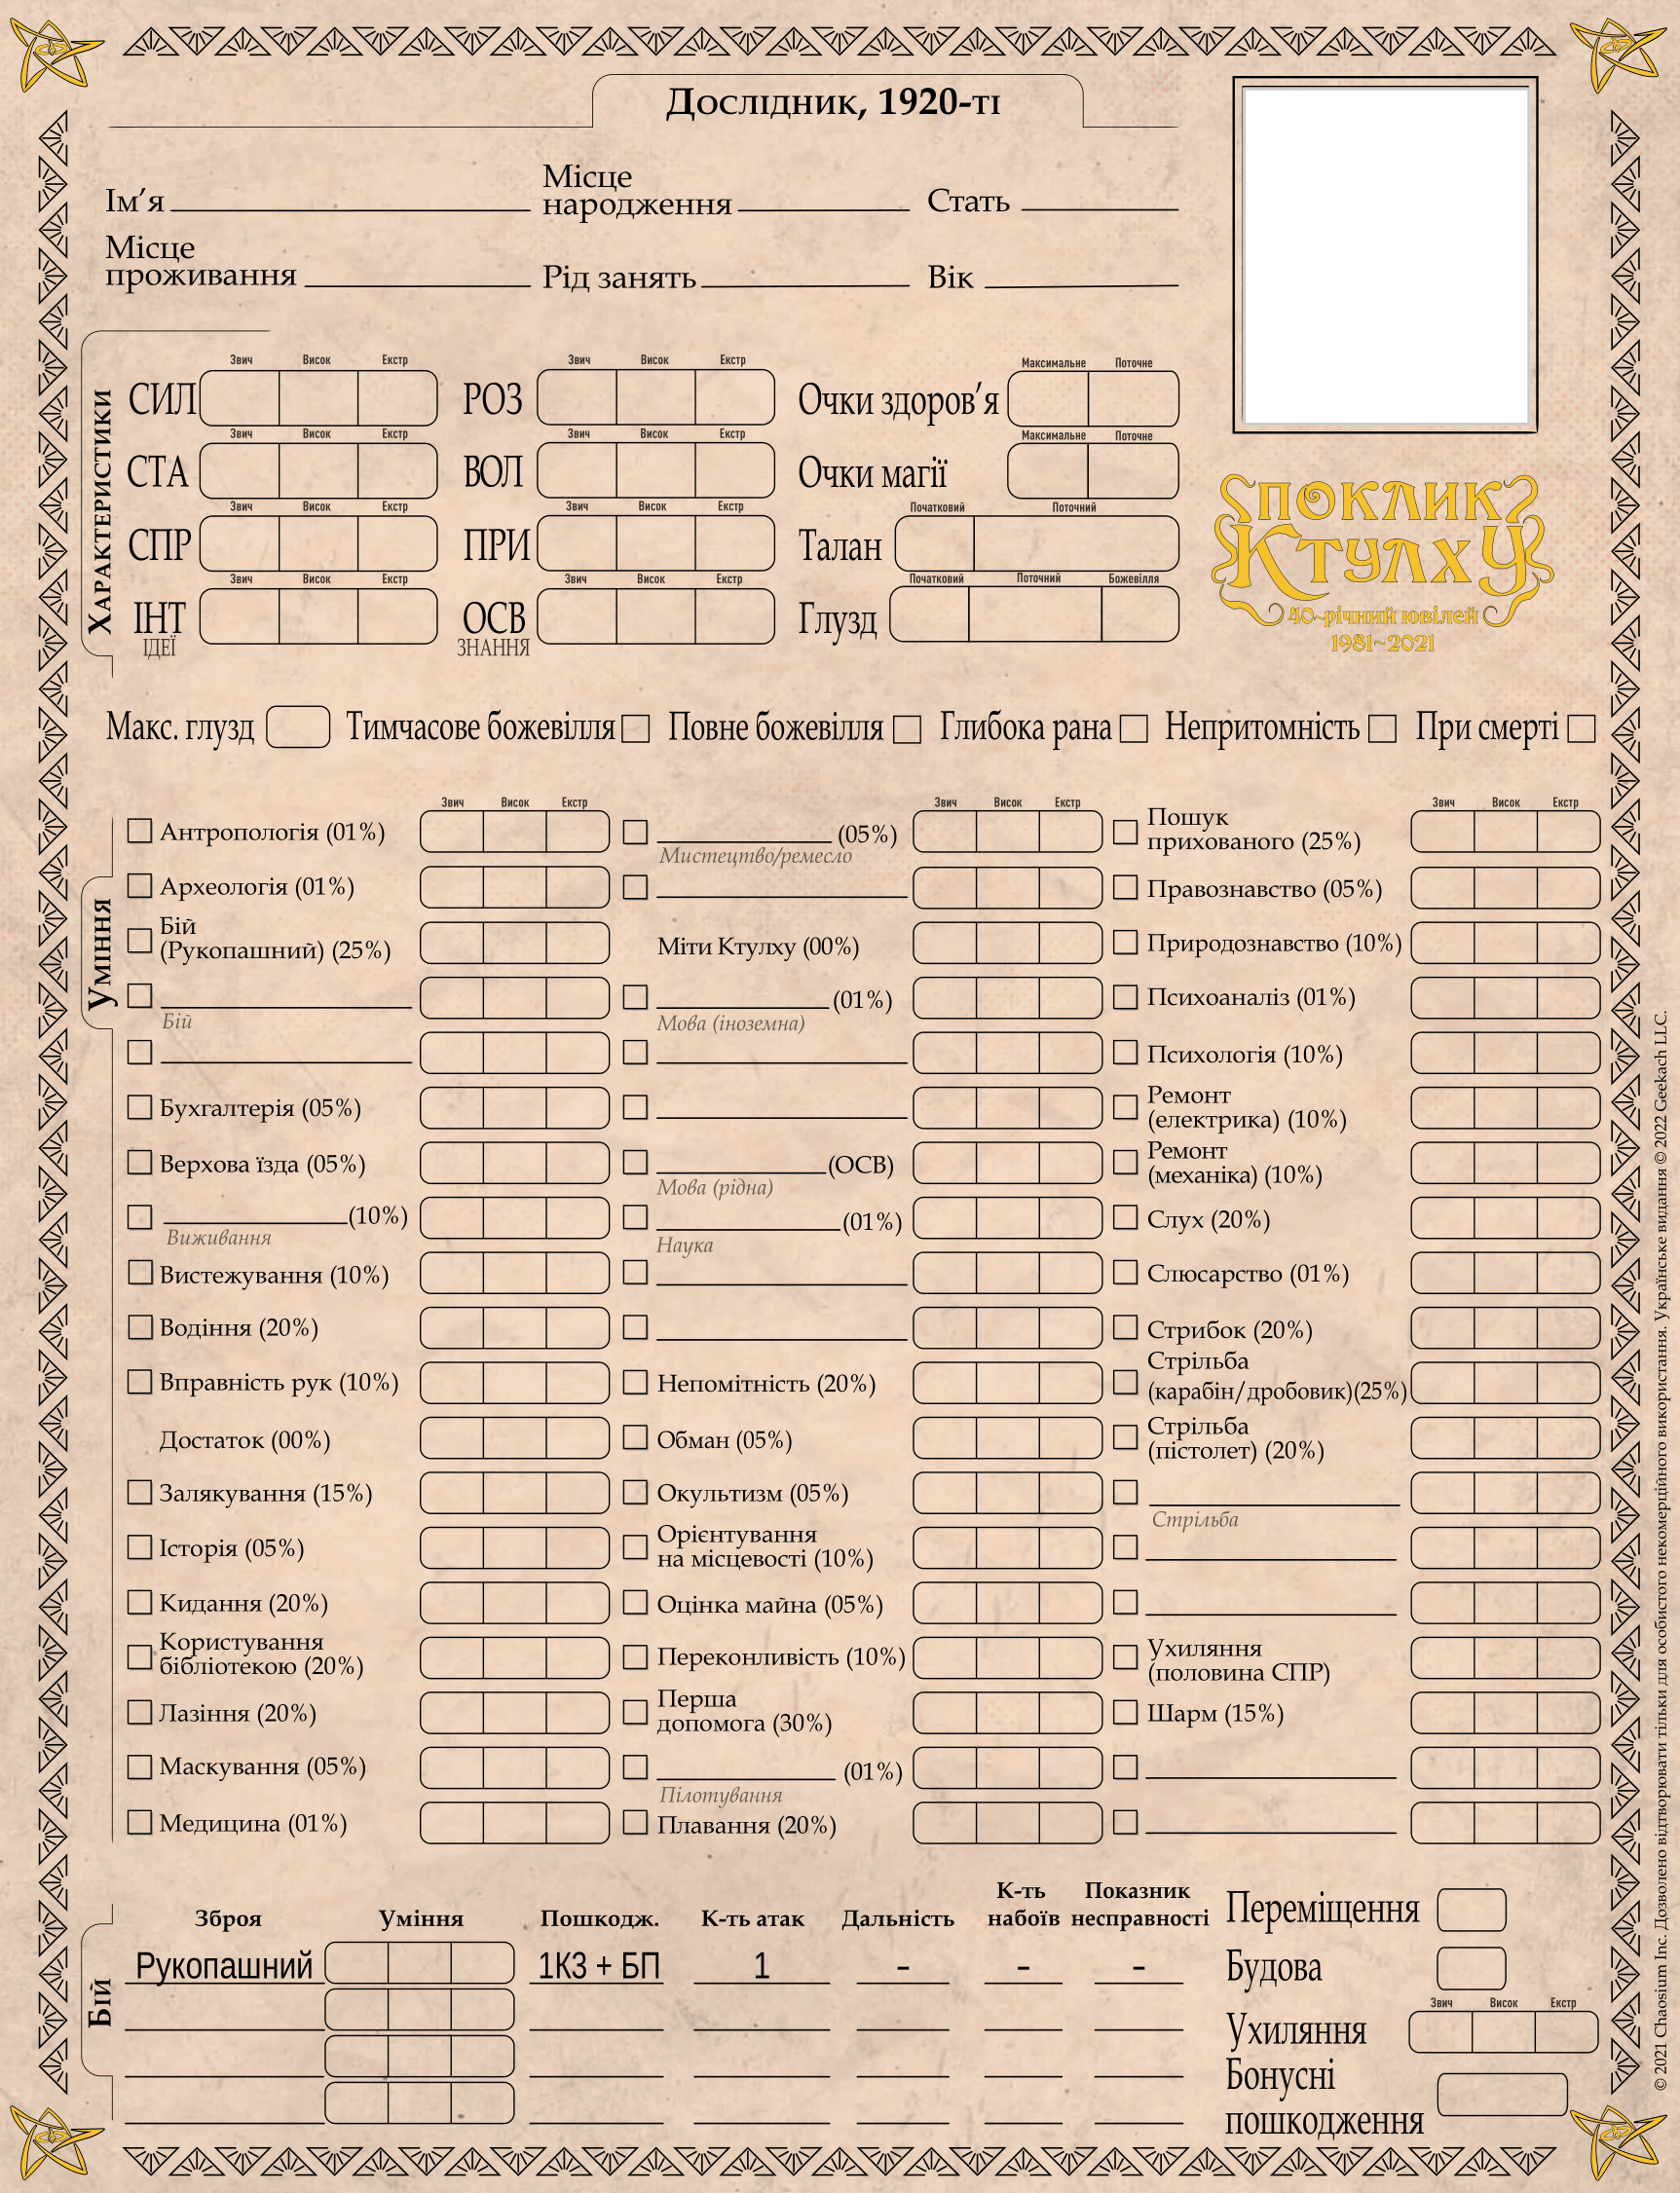 Дослідник, 1920-ті
Ім’я
Місце
народження
Стать
Місце
проживання
Рід занять
Вік
Характеристики
Звич Висок Екстр
СИЛ
Звич Висок Екстр
РОЗ
Максимальне Поточне
Очки здоров’я
Звич Висок Екстр
СТА
Звич Висок Екстр
ВОЛ
Максимальне Поточне
Очки магії
Звич Висок Екстр
СПР
Звич Висок Екстр
ПРИ
Початковий Поточний
Талан
Звич Висок Екстр
ІНТ
ІДЕЇ
Звич Висок Екстр
ОСВ
ЗНАННЯ
Початковий Поточний Божевілля
Глузд
ПОКЛИК
КТУЛХУ
40~річний ювілей
1981~2021
Макс. глузд Тимчасове божевілля Повне божевілля Глибока рана Непритомність При смерті
Уміння
Звич Висок Екстр
Антропологія (01%)
Археологія (01%)
Бій
(Рукопашний) (25%)
Бій
Бухгалтерія (05%)
Верхова їзда (05%)
(10%)
Виживання
Вистежування (10%)
Водіння (20%)
Вправність рук (10%)
Достаток (00%)
Залякування (15%)
Історія (05%)
Кидання (20%)
Користування
бібліотекою (20%)
Лазіння (20%)
Маскування (05%)
Медицина (01%)
Звич Висок Екстр
(05%)
Мистецтво/ремесло
Міти Ктулху (00%)
(01%)
Мова (іноземна)
(ОСВ)
Мова (рідна)
(01%)
Наука
Непомітність (20%)
Обман (05%)
Окультизм (05%)
Орієнтування
на місцевості (10%)
Оцінка майна (05%)
Переконливість (10%)
Перша
допомога (30%)
(01%)
Пілотування
Плавання (20%)
Звич Висок Екстр
Пошук
прихованого (25%)
Правознавство (05%)
Природознавство (10%)
Психоаналіз (01%)
Психологія (10%)
Ремонт
(електрика) (10%)
Ремонт
(механіка) (10%)
Слух (20%)
Слюсарство (01%)
Стрибок (20%)
Стрільба
(карабін/дробовик)(25%)
Стрільба
(пістолет) (20%)
Стрільба
Ухиляння
(половина СПР)
Шарм (15%)
Бій
Зброя Уміння Пошкодж. К-ть атак Дальність К-ть набоїв Показник несправності
Рукопашний 1К3 + БП 1 – – –
Переміщення
Будова
Звич Висок Екстр
Ухиляння
Бонусні
пошкодження
© 2021 Chaosium Inc. Дозволено відтворювати тільки для особистого некомерційного використання. Українське видання © 2022 Geekach LLC.